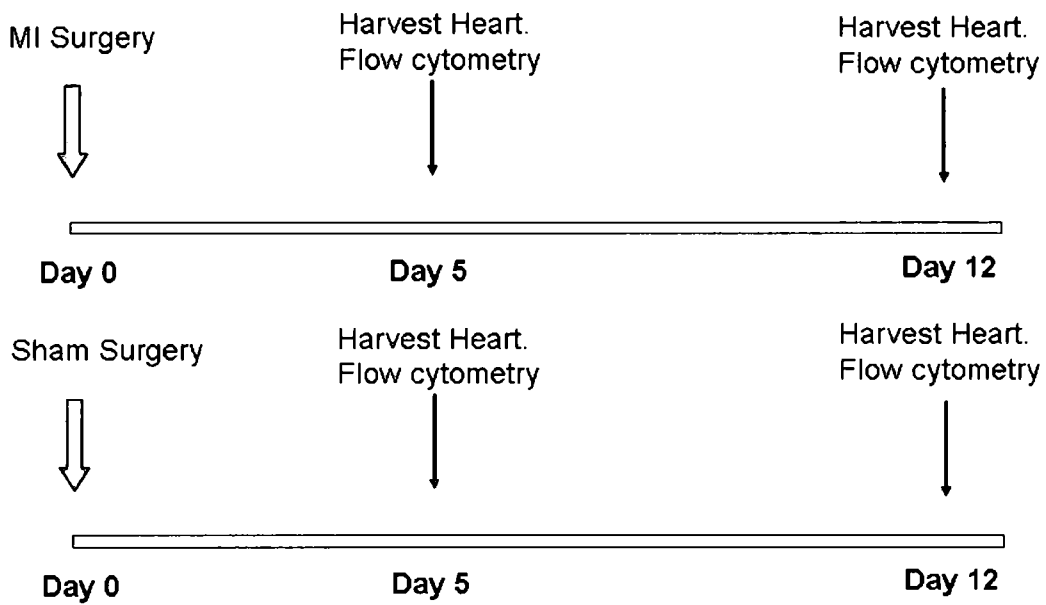 MI Surgery
Harvest Heart.
Flow cytometry
Harvest Heart.
Flow cytometry
Day 0
Day 5
Day 12
Sham Surgery
Harvest Heart.
Flow cytometry
Harvest Heart.
Flow cytometry
Day 0
Day 5
Day 12